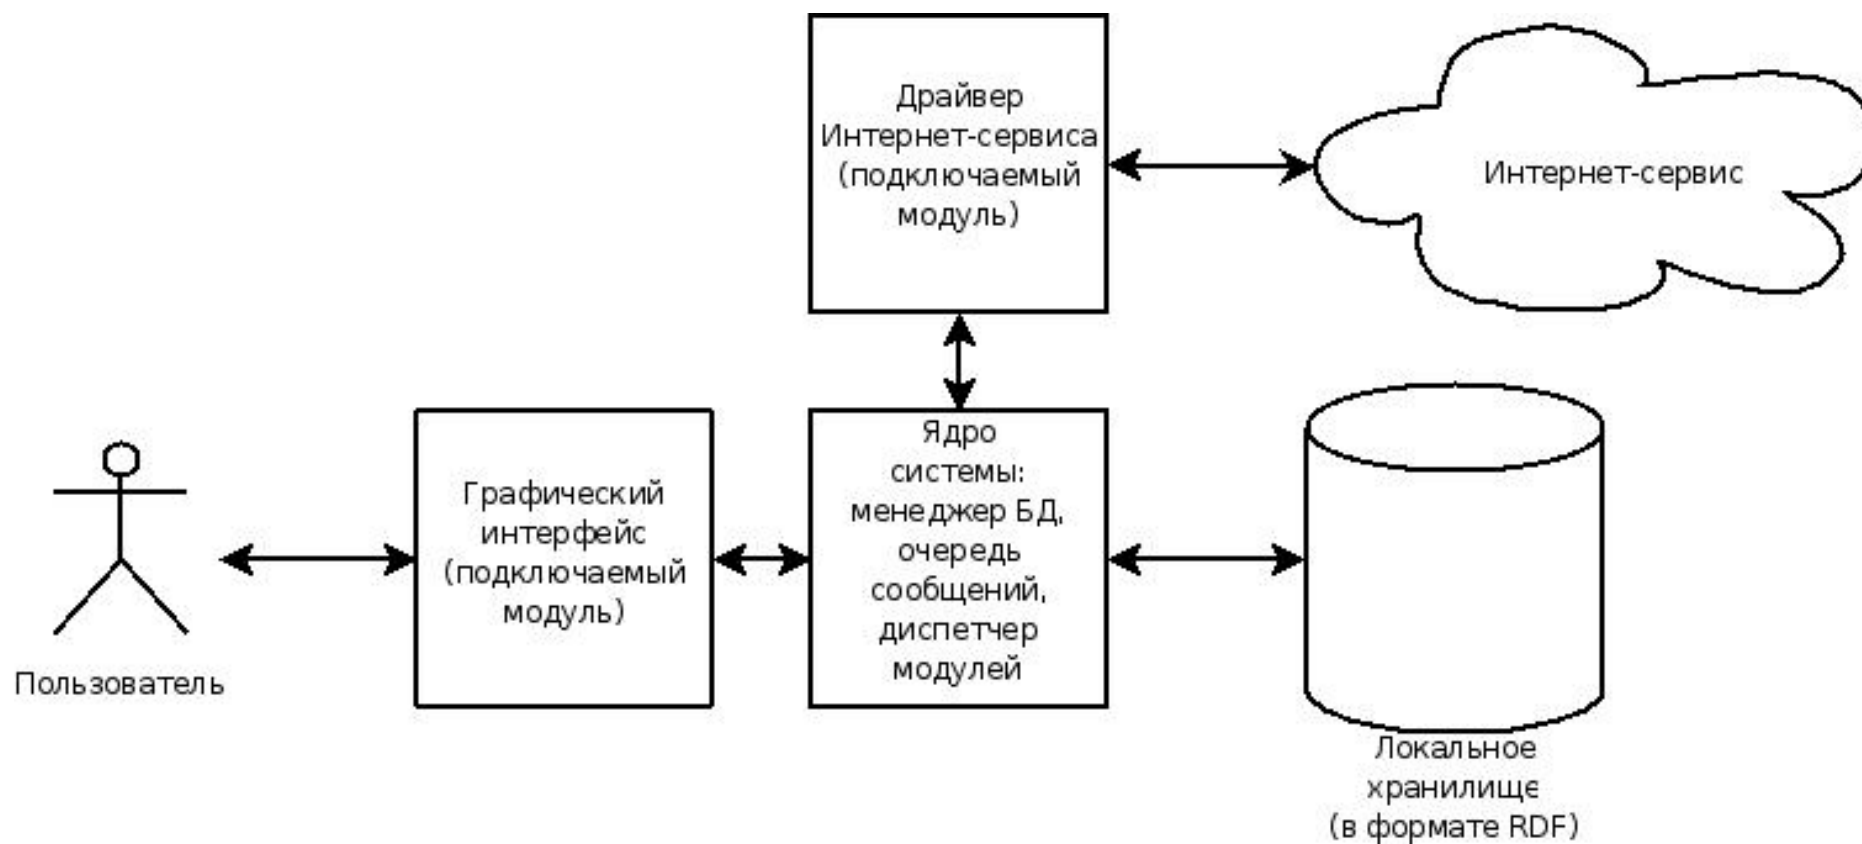 Драйвер
Интернет-сервиса
(подключаемый
модуль)
Интернет-сервис
Пользователь
Графический
интерфейс
(подключаемый
модуль)
Ядро
системы:
менеджер БД,
очередь
сообщений,
диспетчер
модулей
Локальное
хранилище
(в формате RDF)